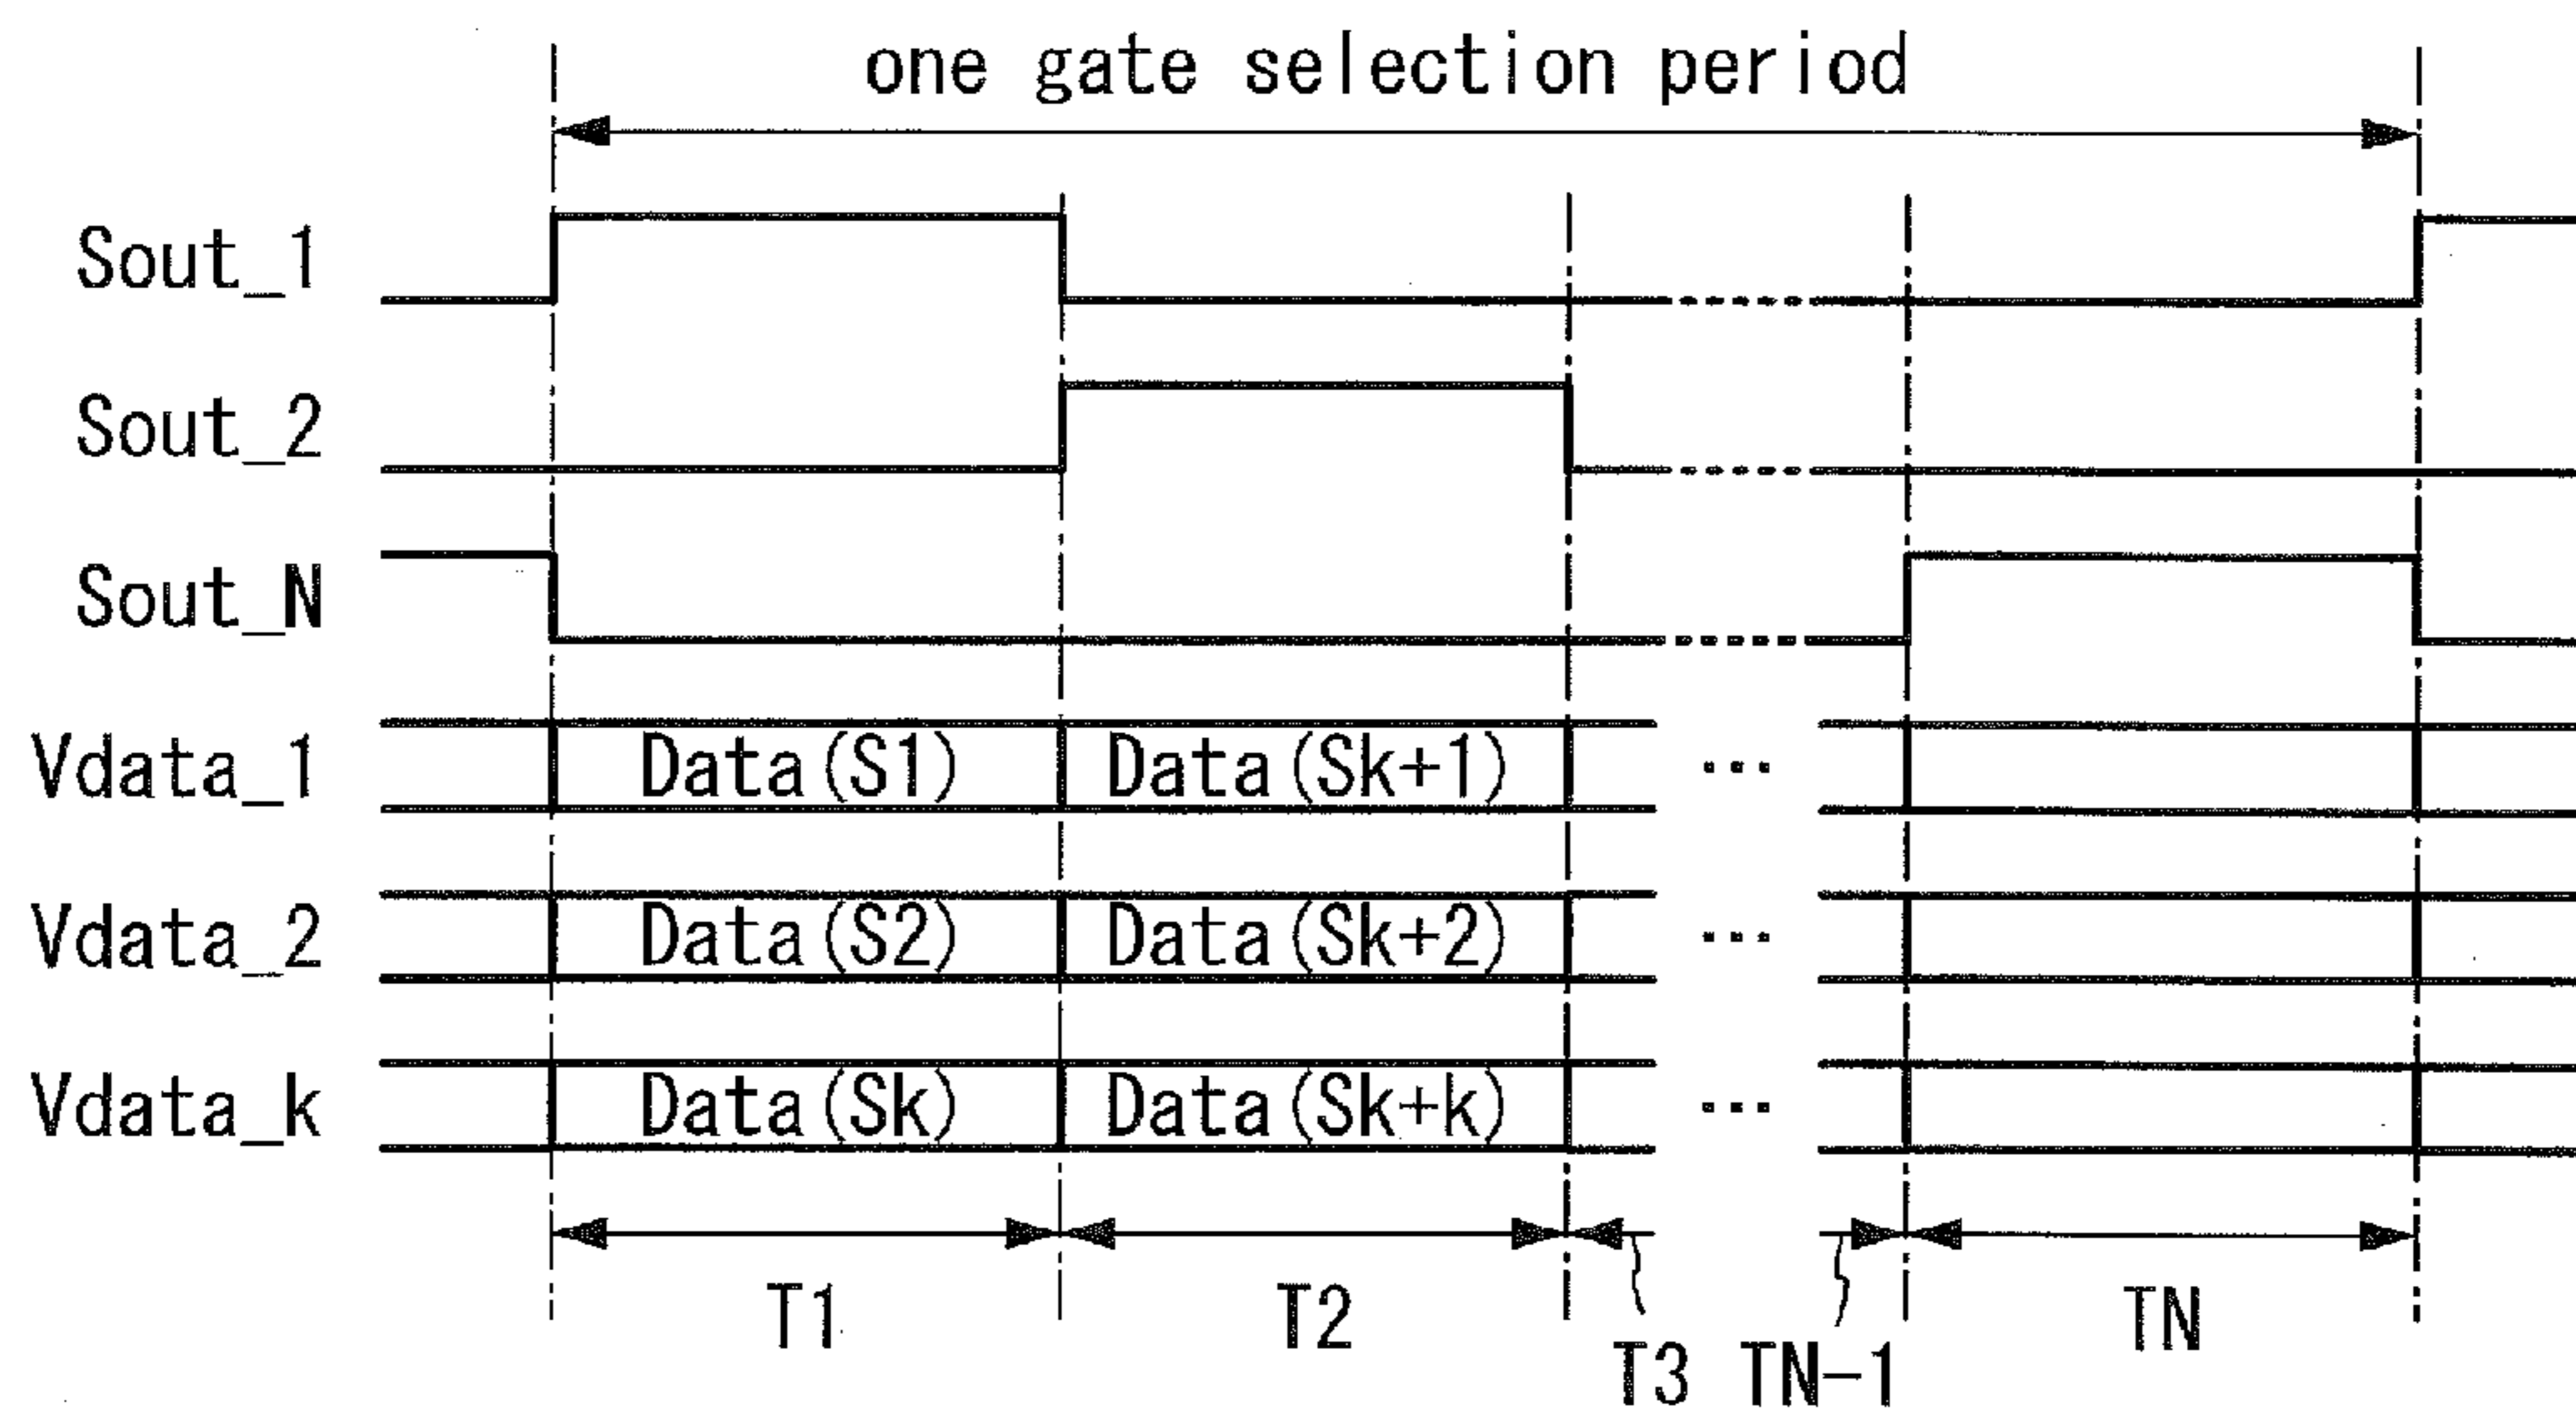 one gate selection period
Sout_1
Sout_2
Sout_N
Vdata_1 Data(S1) Data(Sk+1) ...
Vdata_2 Data(S2) Data(Sk+2) ...
Vdata_k Data(Sk) Data(Sk+k) ...
T1 T2 TN
T3 TN-1